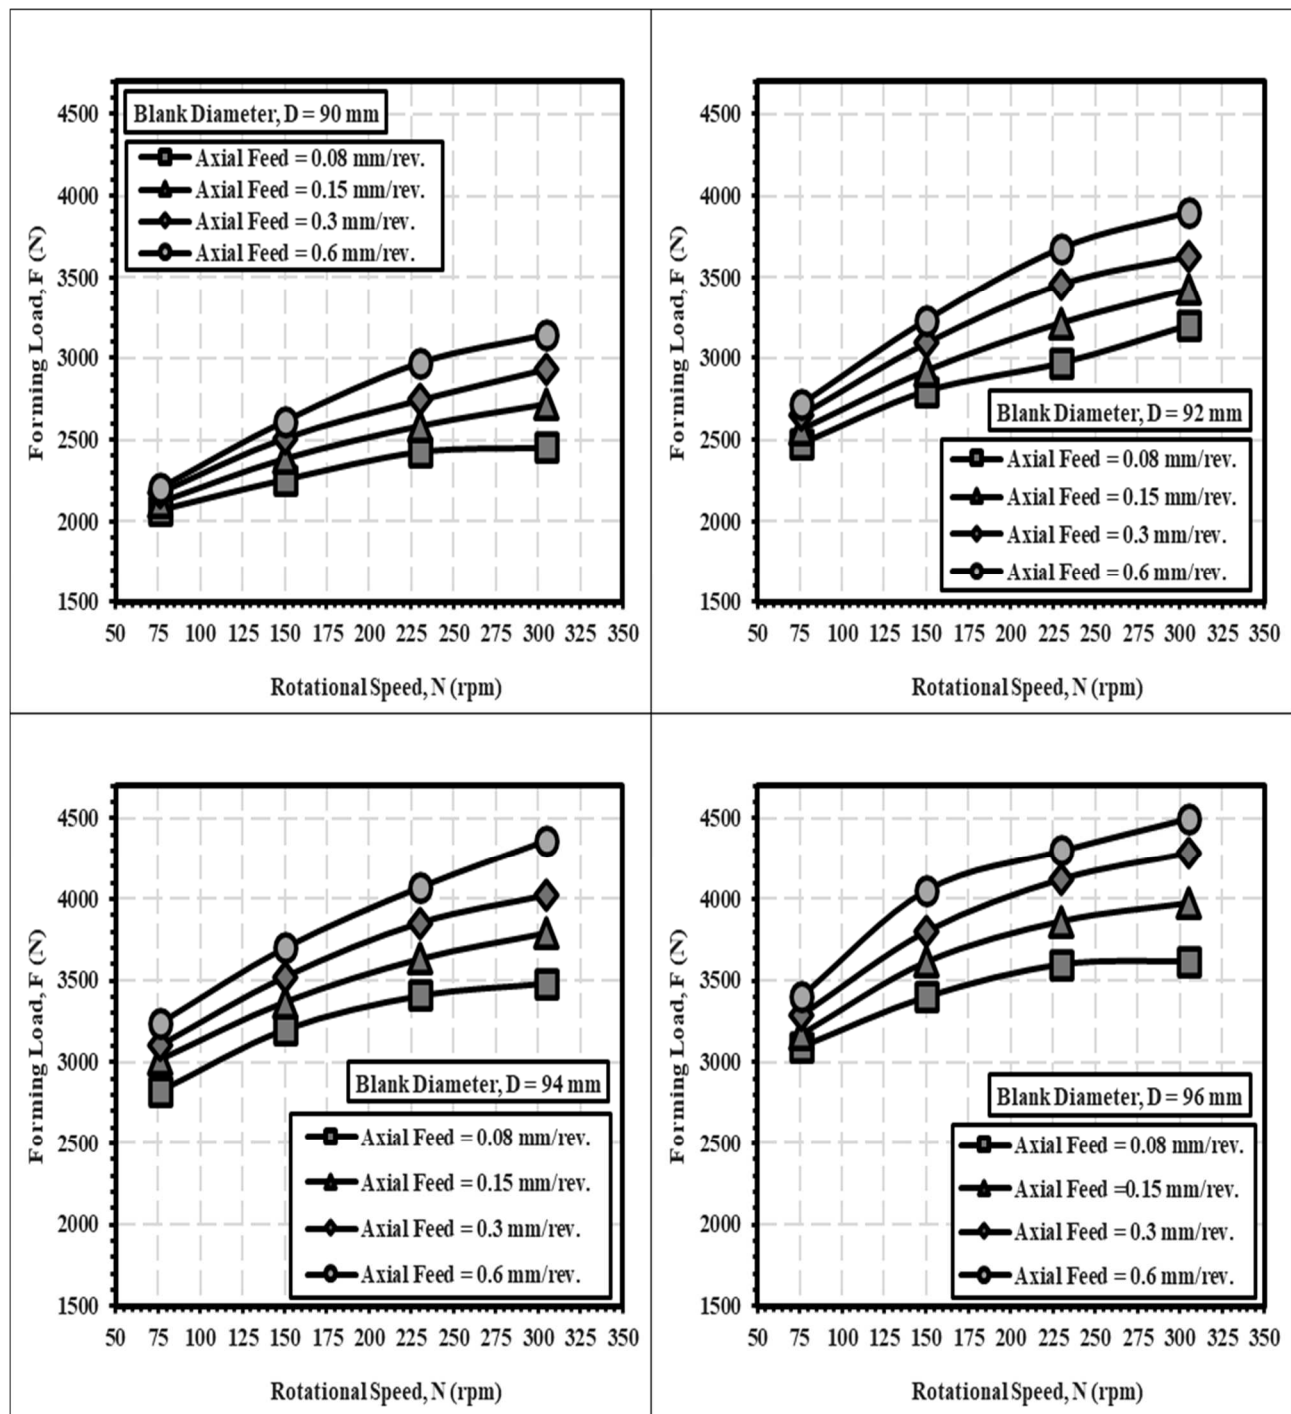 Blank Diameter, D = 90 mm
Axial Feed = 0.08 mm/rev.
Axial Feed = 0.15 mm/rev.
Axial Feed = 0.3 mm/rev.
Axial Feed = 0.6 mm/rev.
Forming Load, F (N)
4500
4000
3500
3000
2500
2000
1500
50 75 100 125 150 175 200 225 250 275 300 325 350
Rotational Speed, N (rpm)
Blank Diameter, D = 92 mm
Axial Feed = 0.08 mm/rev.
Axial Feed = 0.15 mm/rev.
Axial Feed = 0.3 mm/rev.
Axial Feed = 0.6 mm/rev.
Forming Load, F (N)
4500
4000
3500
3000
2500
2000
1500
50 75 100 125 150 175 200 225 250 275 300 325 350
Rotational Speed, N (rpm)
Blank Diameter, D = 94 mm
Axial Feed = 0.08 mm/rev.
Axial Feed = 0.15 mm/rev.
Axial Feed = 0.3 mm/rev.
Axial Feed = 0.6 mm/rev.
Forming Load, F (N)
4500
4000
3500
3000
2500
2000
1500
50 75 100 125 150 175 200 225 250 275 300 325 350
Rotational Speed, N (rpm)
Blank Diameter, D = 96 mm
Axial Feed = 0.08 mm/rev.
Axial Feed =0.15 mm/rev.
Axial Feed = 0.3 mm/rev.
Axial Feed = 0.6 mm/rev.
Forming Load, F (N)
4500
4000
3500
3000
2500
2000
1500
50 75 100 125 150 175 200 225 250 275 300 325 350
Rotational Speed, N (rpm)